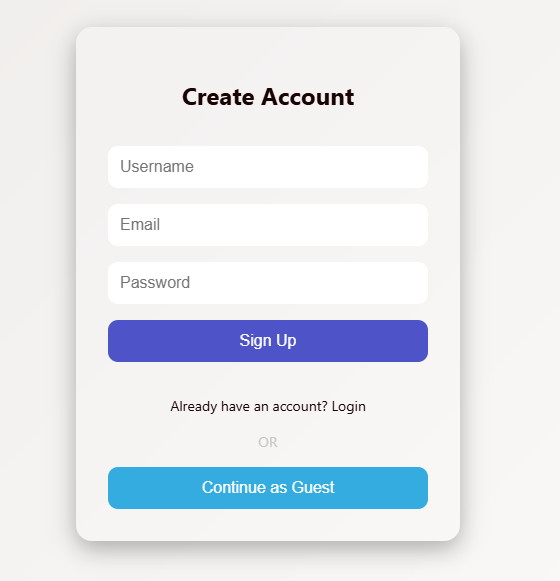 Create Account
Username
Email
Password
Sign Up
Already have an account? Login
OR
Continue as Guest